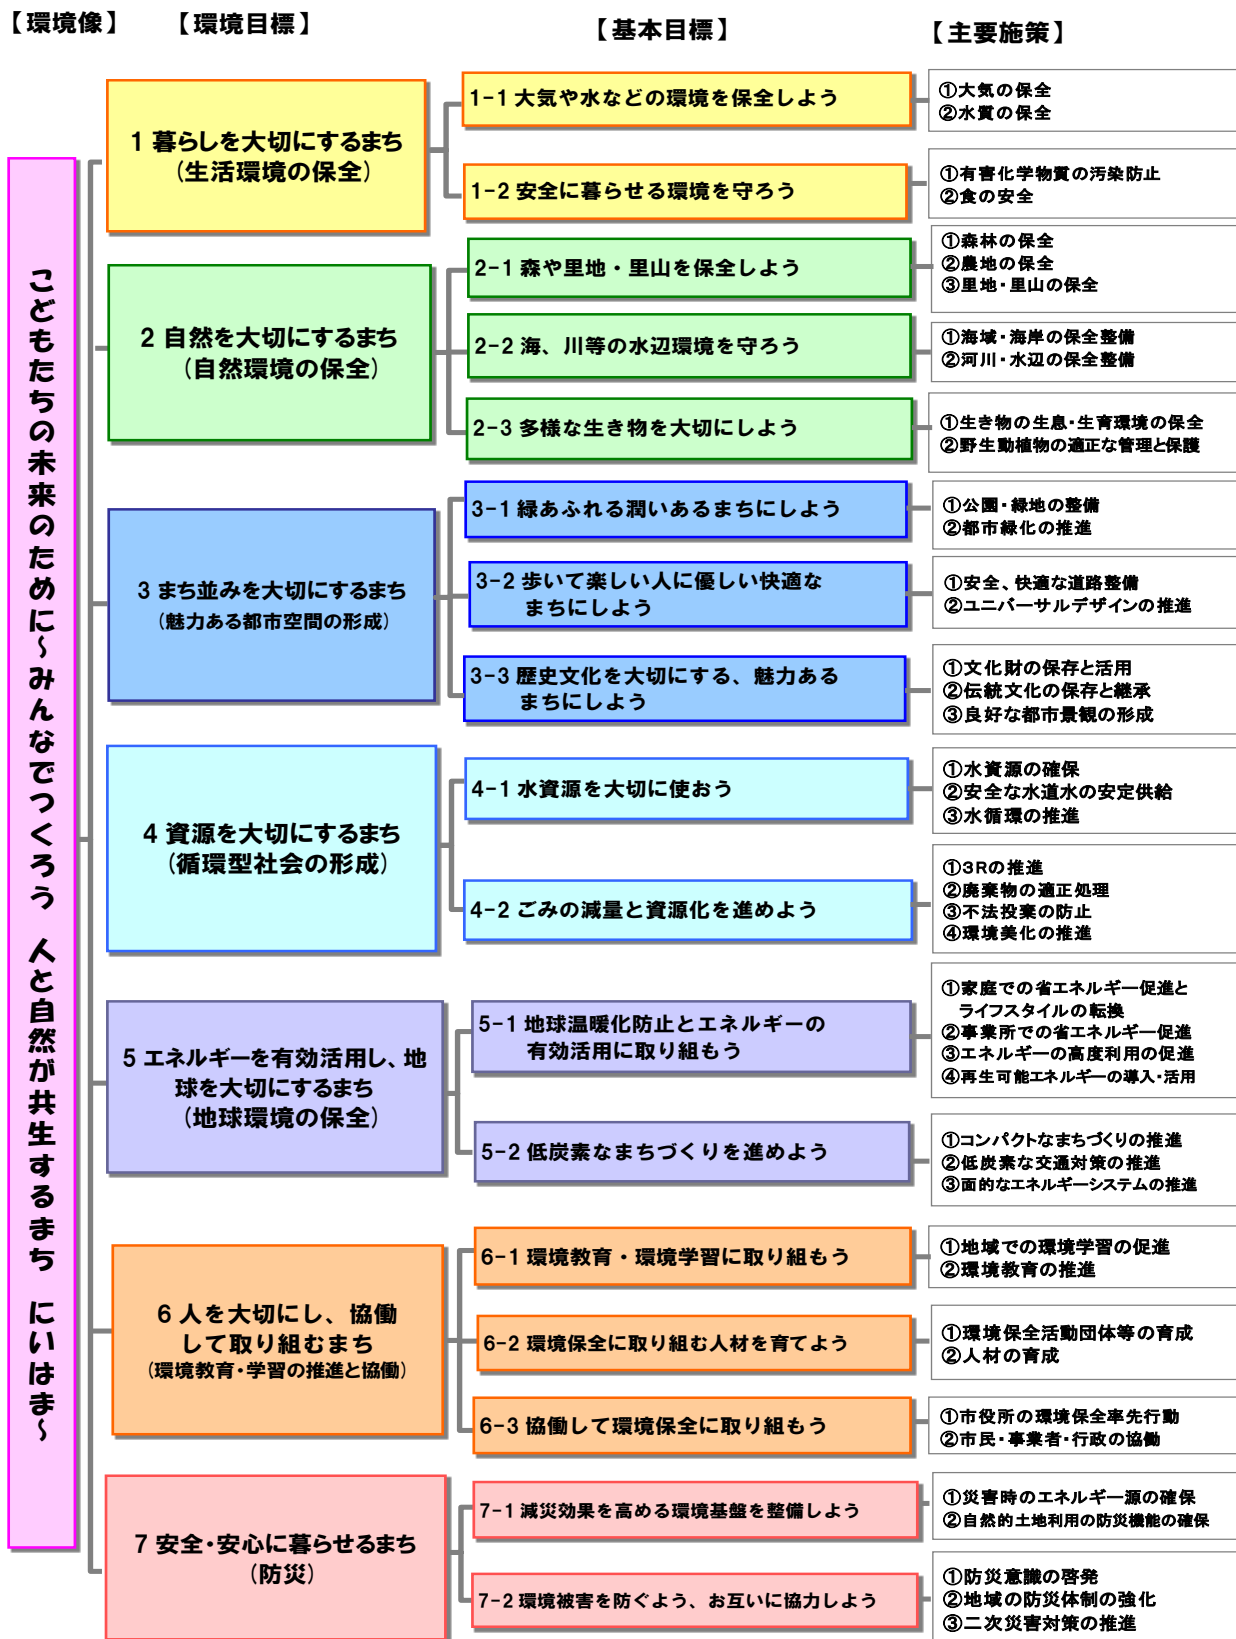 【環境像】 【環境目標】 【基本目標】 【主要施策】
こどもたちの未来のために～みんなでつくろう 人と自然が共生するまち にいはま～
1 暮らしを大切にするまち
(生活環境の保全)
1-1 大気や水などの環境を保全しよう
①大気の保全
②水質の保全
1-2 安全に暮らせる環境を守ろう
①有害化学物質の汚染防止
②食の安全
2 自然を大切にするまち
(自然環境の保全)
2-1 森や里地・里山を保全しよう
①森林の保全
②農地の保全
③里地・里山の保全
2-2 海、川等の水辺環境を守ろう
①海域・海岸の保全整備
②河川・水辺の保全整備
2-3 多様な生き物を大切にしよう
①生き物の生息・生育環境の保全
②野生動植物の適正な管理と保護
3 まち並みを大切にするまち
(魅力ある都市空間の形成)
3-1 緑あふれる潤いあるまちにしよう
①公園・緑地の整備
②都市緑化の推進
3-2 歩いて楽しい人に優しい快適な
まちにしよう
①安全、快適な道路整備
②ユニバーサルデザインの推進
3-3 歴史文化を大切にする、魅力ある
まちにしよう
①文化財の保存と活用
②伝統文化の保存と継承
③良好な都市景観の形成
4 資源を大切にするまち
(循環型社会の形成)
4-1 水資源を大切に使おう
①水資源の確保
②安全な水道水の安定供給
③水循環の推進
4-2 ごみの減量と資源化を進めよう
①3Rの推進
②廃棄物の適正処理
③不法投棄の防止
④環境美化の推進
5 エネルギーを有効活用し、地
球を大切にするまち
(地球環境の保全)
5-1 地球温暖化防止とエネルギーの
有効活用に取り組もう
①家庭での省エネルギー促進と
ライフスタイルの転換
②事業所での省エネルギー促進
③エネルギーの高度利用の促進
④再生可能エネルギーの導入・活用
5-2 低炭素なまちづくりを進めよう
①コンパクトなまちづくりの推進
②低炭素な交通対策の推進
③面的なエネルギーシステムの推進
6 人を大切にし、協働
して取り組むまち
(環境教育・学習の推進と協働)
6-1 環境教育・環境学習に取り組もう
①地域での環境学習の促進
②環境教育の推進
6-2 環境保全に取り組む人材を育てよう
①環境保全活動団体等の育成
②人材の育成
6-3 協働して環境保全に取り組もう
①市役所の環境保全率先行動
②市民・事業者・行政の協働
7 安全・安心に暮らせるまち
(防災)
7-1 減災効果を高める環境基盤を整備しよう
①災害時のエネルギー源の確保
②自然的土地利用の防災機能の確保
7-2 環境被害を防ぐよう、お互いに協力しよう
①防災意識の啓発
②地域の防災体制の強化
③二次災害対策の推進